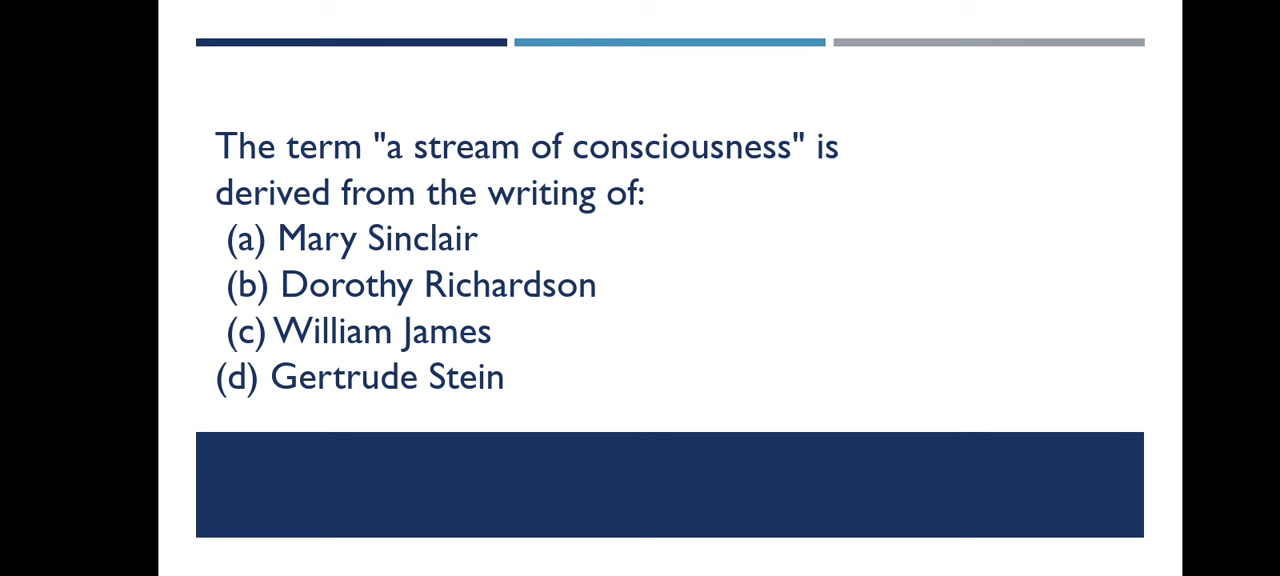 The term "a stream of consciousness" is
derived from the writing of:
(a) Mary Sinclair
(b) Dorothy Richardson
(c) William James
(d) Gertrude Stein